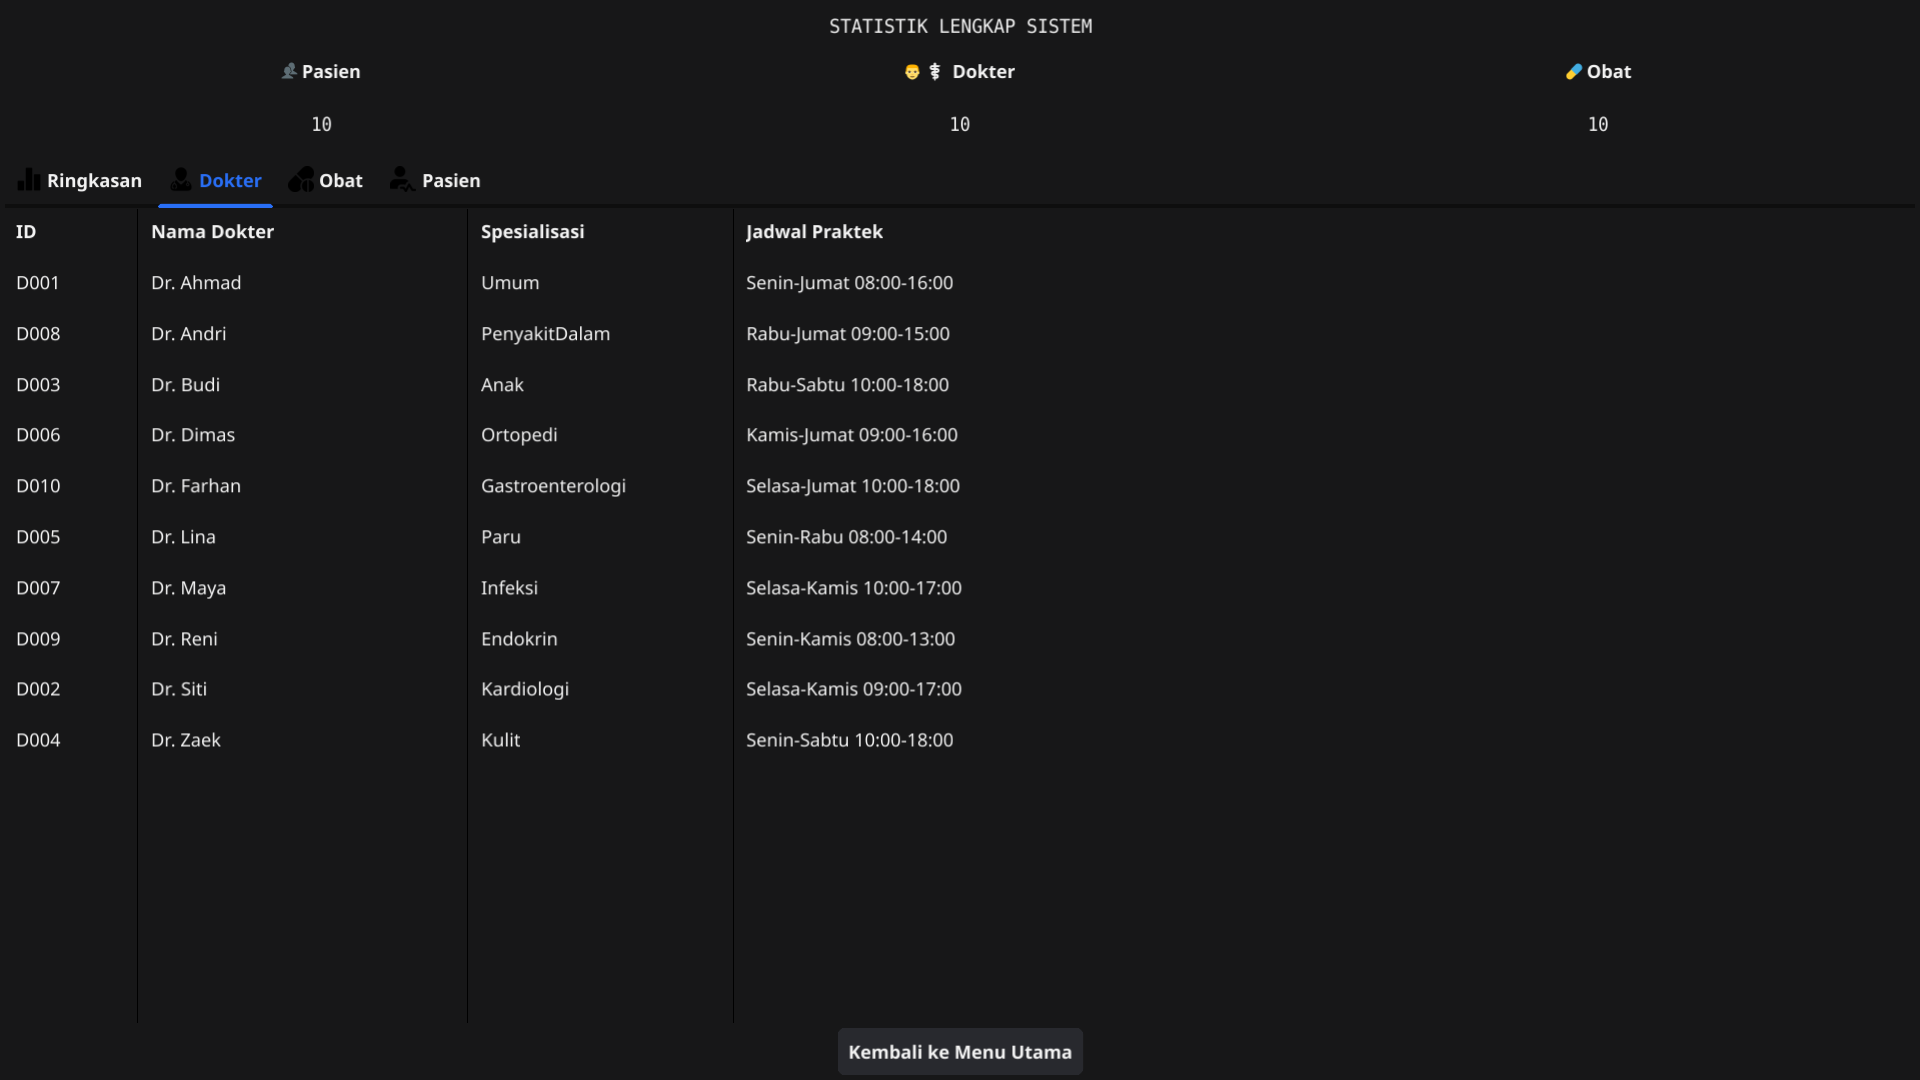 STATISTIK LENGKAP SISTEM
Pasien Dokter Obat
10 10 10
Ringkasan Dokter Obat Pasien
ID Nama Dokter Spesialisasi Jadwal Praktek
D001 Dr. Ahmad Umum Senin-Jumat 08:00-16:00
D008 Dr. Andri PenyakitDalam Rabu-Jumat 09:00-15:00
D003 Dr. Budi Anak Rabu-Sabtu 10:00-18:00
D006 Dr. Dimas Ortopedi Kamis-Jumat 09:00-16:00
D010 Dr. Farhan Gastroenterologi Selasa-Jumat 10:00-18:00
D005 Dr. Lina Paru Senin-Rabu 08:00-14:00
D007 Dr. Maya Infeksi Selasa-Kamis 10:00-17:00
D009 Dr. Reni Endokrin Senin-Kamis 08:00-13:00
D002 Dr. Siti Kardiologi Selasa-Kamis 09:00-17:00
D004 Dr. Zaek Kulit Senin-Sabtu 10:00-18:00
Kembali ke Menu Utama